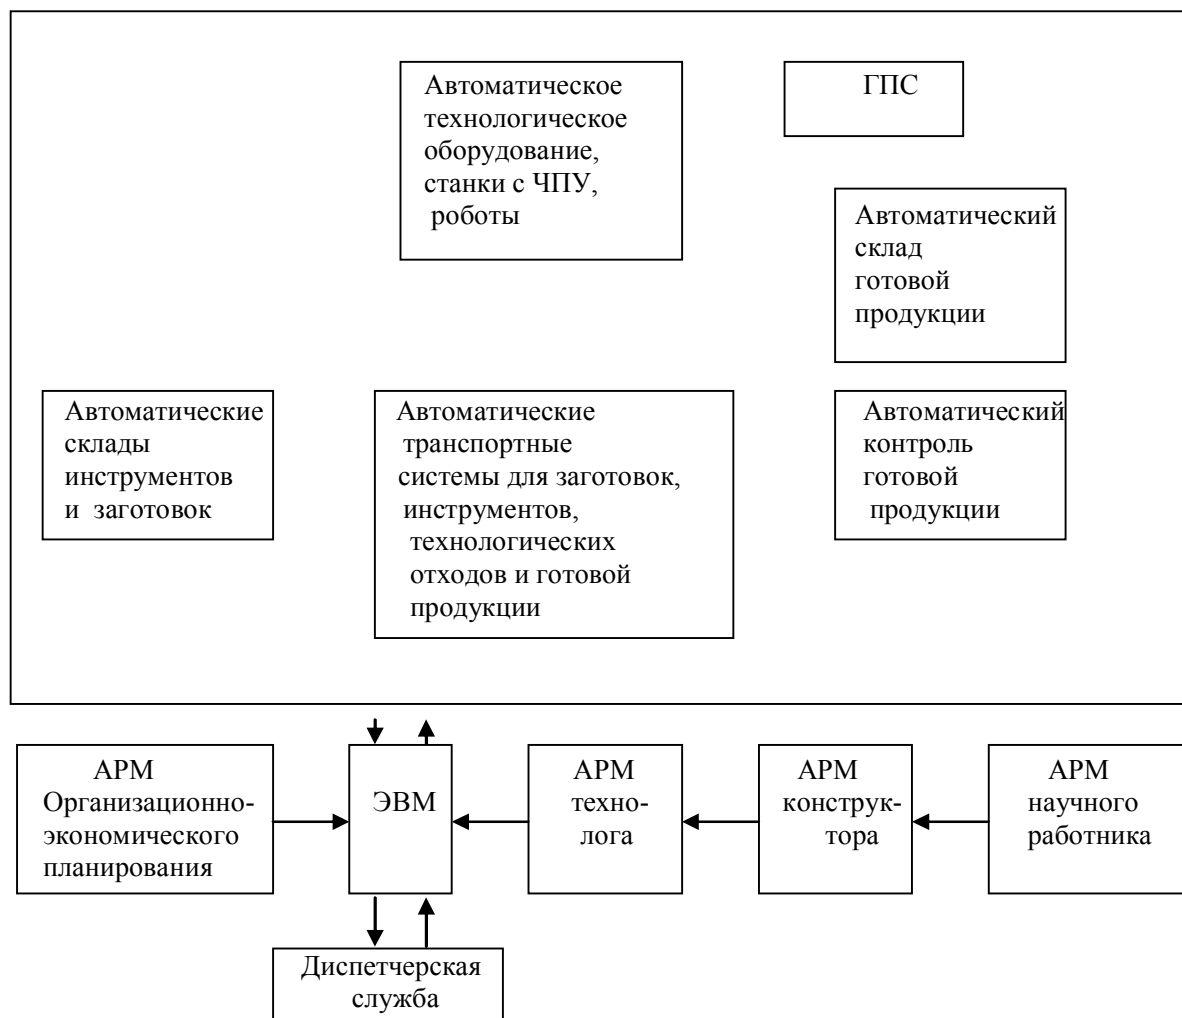 Автоматическое
технологическое
оборудование,
станки с ЧПУ,
роботы
ГПС
Автоматический
склад
готовой
продукции
Автоматические
склады
инструментов
и заготовок
Автоматические
транспортные
системы для заготовок,
инструментов,
технологических
отходов и готовой
продукции
Автоматический
контроль
готовой
продукции
АРМ
Организационно-
экономического
планирования
ЭВМ
АРМ
техно-
лога
АРМ
конструк-
тора
АРМ
научного
работника
Диспетчерская
служба